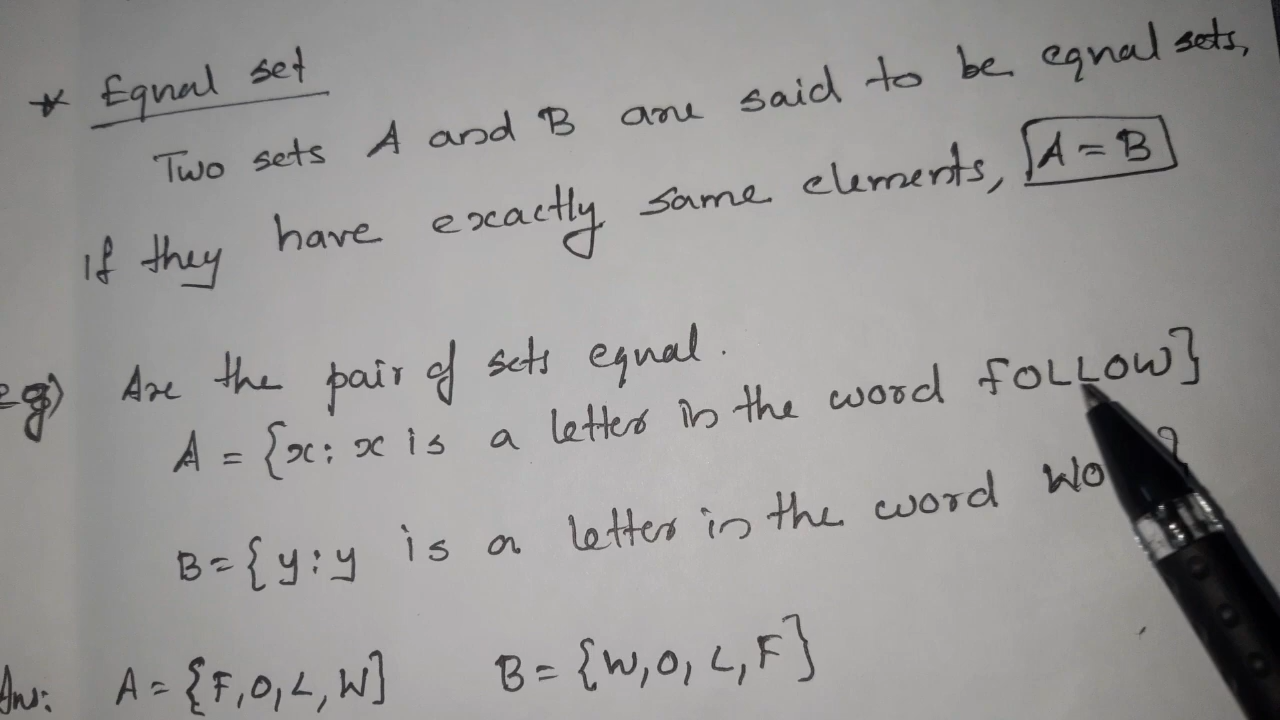 * Equal set
Two sets A and B are said to be equal sets,
if they have exactly same elements, A = B
eg) Are the pair of sets equal.
A = {x: x is a letter in the word FOLLOW}
B = {y: y is a letter in the word WO }
Ans: A = {F, O, L, W} B = {W, O, L, F}